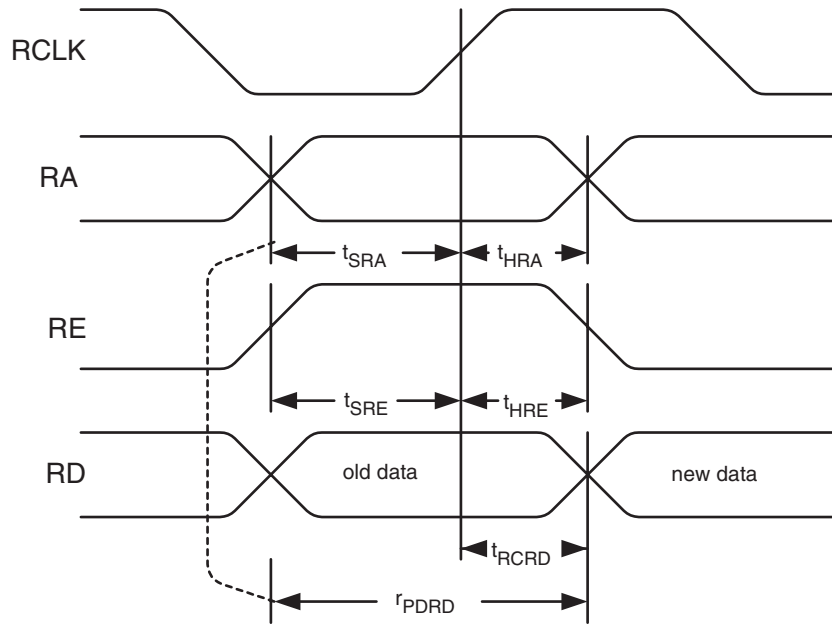 RCLK
RA
tSRA
tHRA
RE
tSRE
tHRE
RD
old data
new data
tRCRD
rPDRD